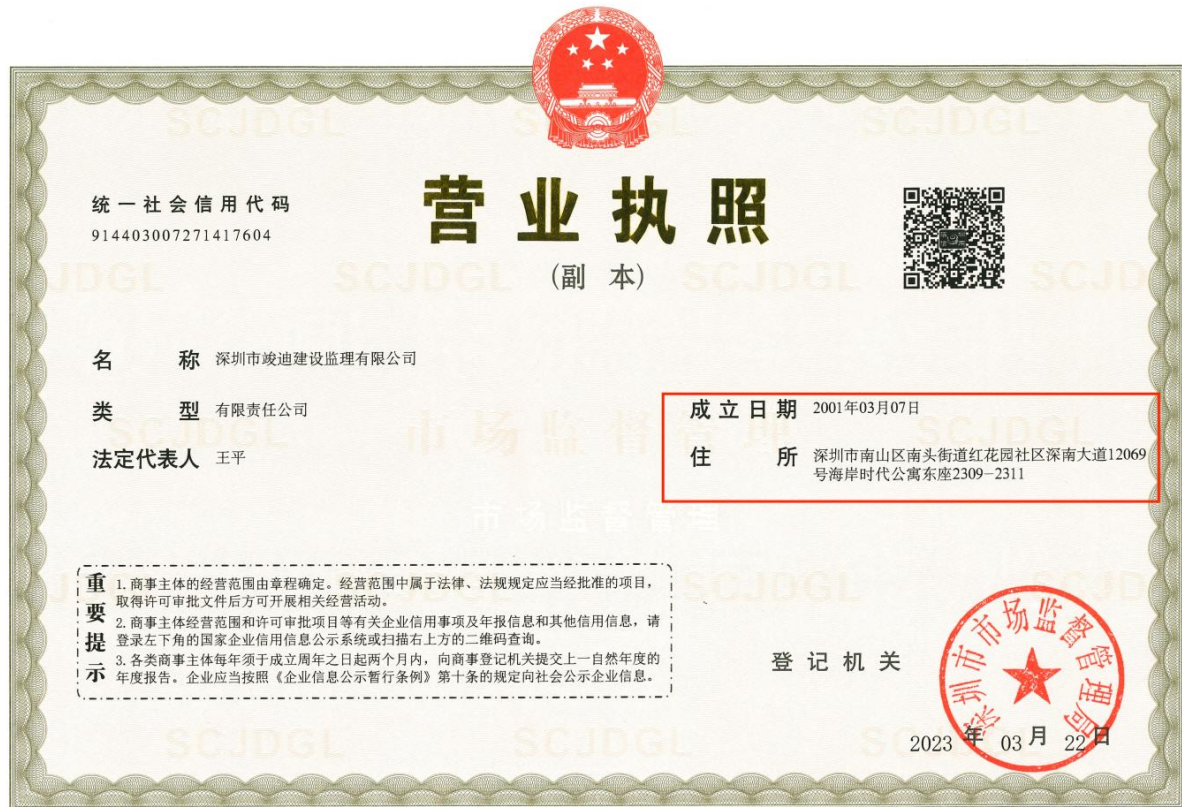 统一社会信用代码
914403007271417604
营业执照
(副 本)
名 称 深圳市竣迪建设监理有限公司
类 型 有限责任公司
法定代表人 王平
成立日期 2001年03月07日
住 所 深圳市南山区南头街道红花园社区深南大道12069
号海岸时代公寓东座2309-2311
重要提示
1. 商事主体的经营范围由章程确定。经营范围中属于法律、法规规定应当经批准的项目，
取得许可审批文件后方可开展相关经营活动。
2. 商事主体经营范围和许可审批项目等有关企业信用事项及年报信息和其他信用信息，请
登录左下角的国家企业信用信息公示系统或扫描右上方的二维码查询。
3. 各类商事主体每年须于成立周年之日起两个月内，向商事登记机关提交上一自然年度的
年度报告。企业应当按照《企业信息公示暂行条例》第十条的规定向社会公示企业信息。
登记机关
深圳市市场监督管理局
2023 年 03 月 22 日
SCJDGL
市场监督管理